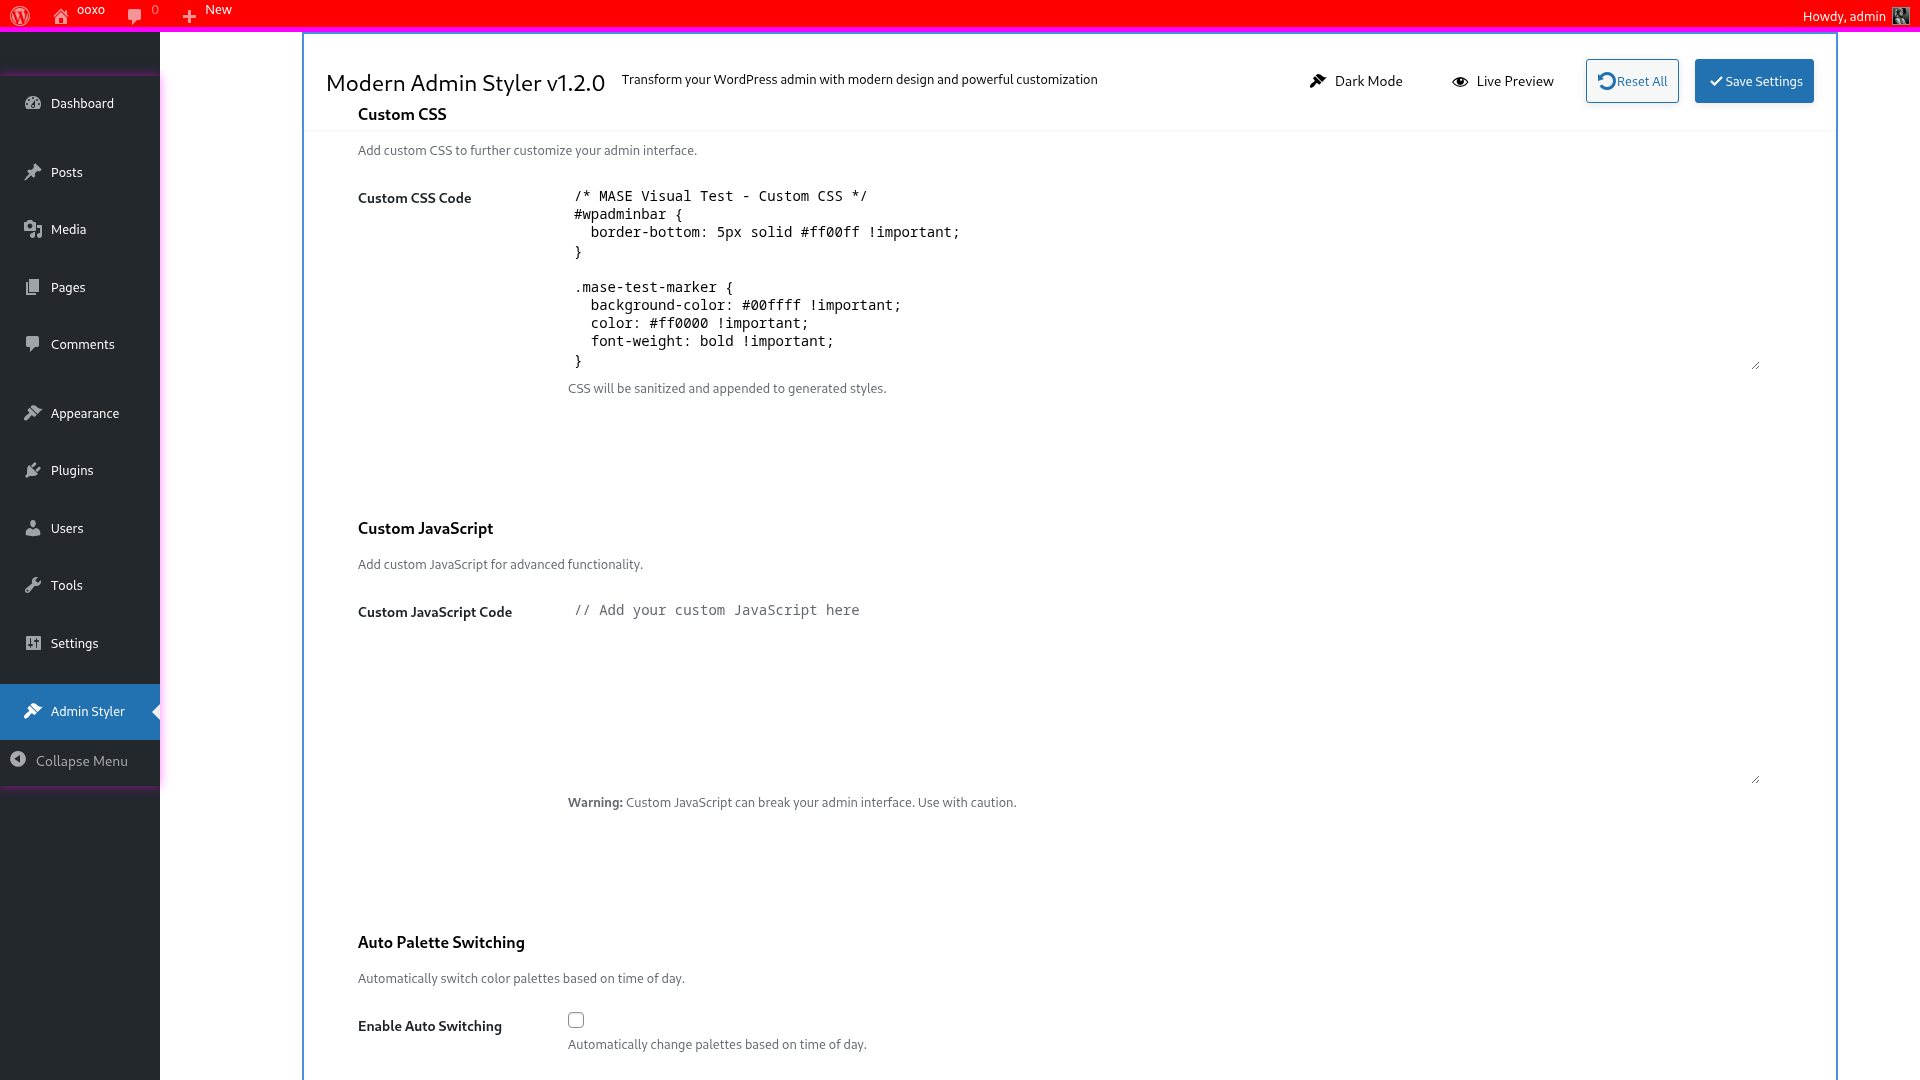 ooxo
0
New
Howdy, admin
Dashboard
Posts
Media
Pages
Comments
Appearance
Plugins
Users
Tools
Settings
Admin Styler
Collapse Menu
Modern Admin Styler v1.2.0
Transform your WordPress admin with modern design and powerful customization
Dark Mode
Live Preview
Reset All
Save Settings
Custom CSS
Add custom CSS to further customize your admin interface.
Custom CSS Code
/* MASE Visual Test - Custom CSS */
#wpadminbar {
  border-bottom: 5px solid #ff00ff !important;
}
.mase-test-marker {
  background-color: #00ffff !important;
  color: #ff0000 !important;
  font-weight: bold !important;
}
CSS will be sanitized and appended to generated styles.
Custom JavaScript
Add custom JavaScript for advanced functionality.
Custom JavaScript Code
// Add your custom JavaScript here
Warning: Custom JavaScript can break your admin interface. Use with caution.
Auto Palette Switching
Automatically switch color palettes based on time of day.
Enable Auto Switching
Automatically change palettes based on time of day.